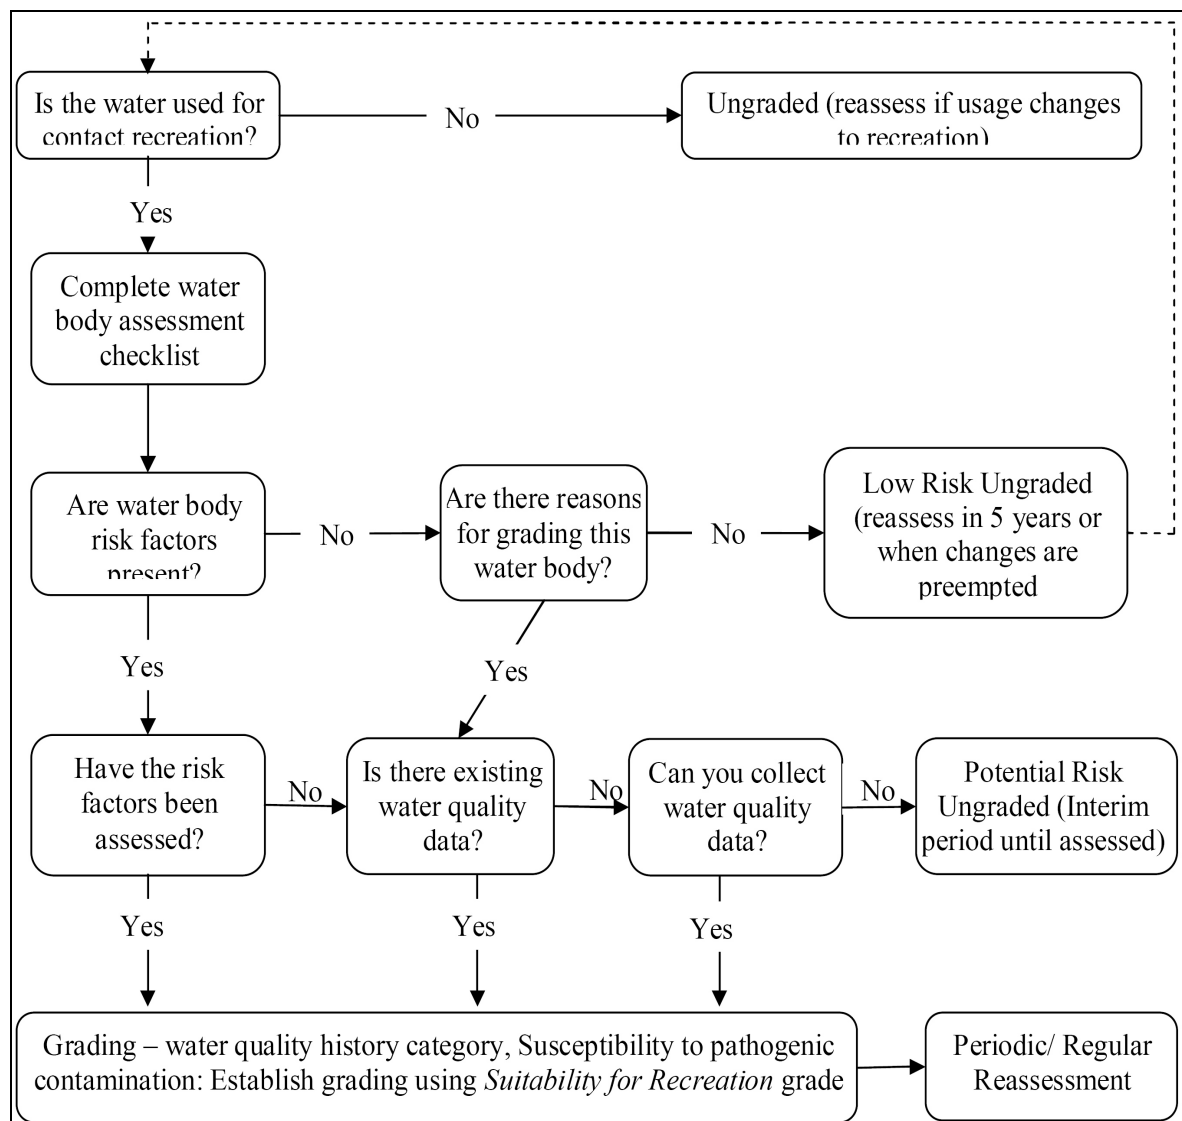 Is the water used for
contact recreation?
No
Ungraded (reassess if usage changes
to recreation)
Yes
Complete water
body assessment
checklist
Are water body
risk factors
present?
No
Are there reasons
for grading this
water body?
No
Low Risk Ungraded
(reassess in 5 years or
when changes are
preempted
Yes
Yes
Have the risk
factors been
assessed?
No
Is there existing
water quality
data?
No
Can you collect
water quality
data?
No
Potential Risk
Ungraded (Interim
period until assessed)
Yes
Yes
Yes
Grading – water quality history category, Susceptibility to pathogenic
contamination: Establish grading using Suitability for Recreation grade
Periodic/ Regular
Reassessment